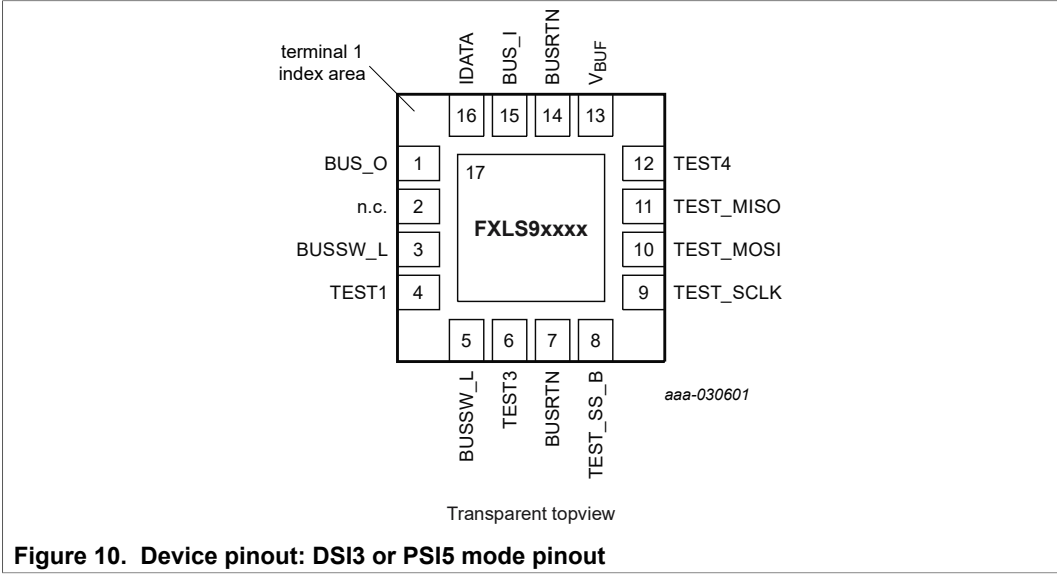 terminal 1
index area
IDATA
BUS_I
BUSRTN
VBUF
16 15 14 13
BUS_O 1
n.c. 2
BUSSW_L 3
TEST1 4
17
FXLS9xxxx
12 TEST4
11 TEST_MISO
10 TEST_MOSI
9 TEST_SCLK
5 6 7 8
BUSSW_L
TEST3
BUSRTN
TEST_SS_B
aaa-030601
Transparent topview
Figure 10. Device pinout: DSI3 or PSI5 mode pinout